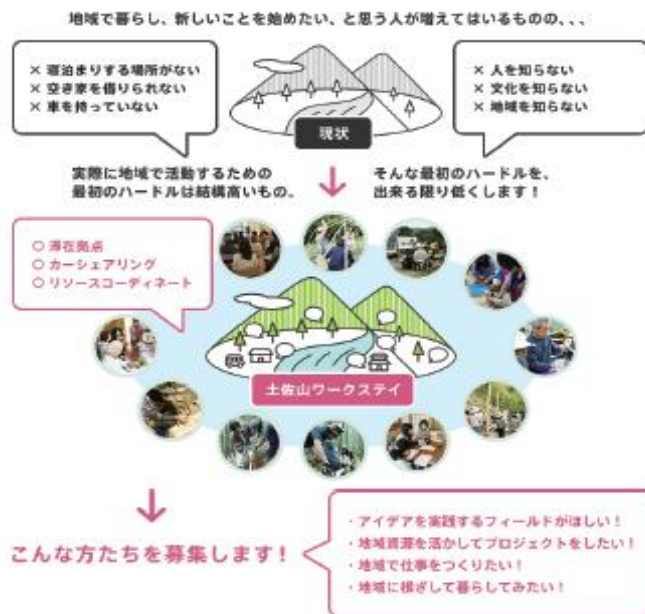 地域で暮らし、新しいことを始めたい、と思う人が増えてはいるものの、、、
× 寝泊まりする場所がない
× 空き家を借りられない
× 車を持っていない
× 人を知らない
× 文化を知らない
× 地域を知らない
現状
実際に地域で活動するための
最初のハードルは結構高いもの。
そんな最初のハードルを、
出来る限り低くします！
○ 滞在拠点
○ カーシェアリング
○ リソースコーディネート
土佐山ワークステイ
こんな方たちを募集します！
・アイデアを実践するフィールドがほしい！
・地域資源を活かしてプロジェクトをしたい！
・地域で仕事をつくりたい！
・地域に根ざして暮らしてみたい！